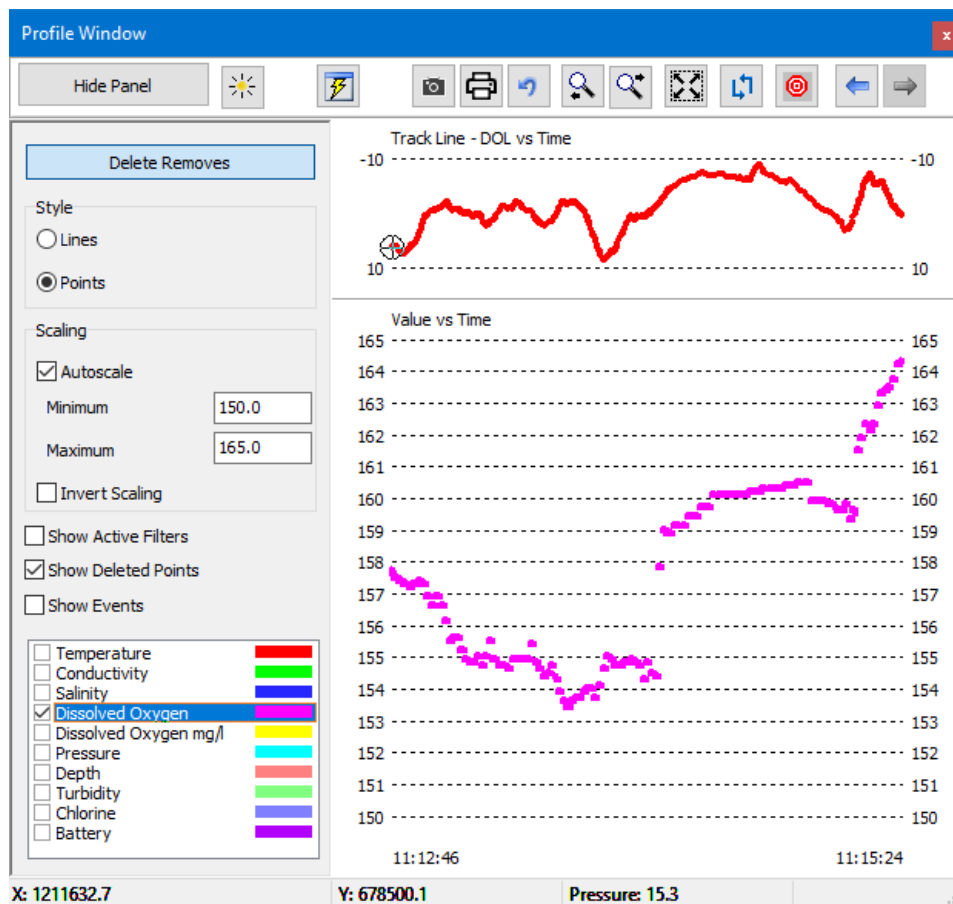 Profile Window
x
Hide Panel
Delete Removes
Style
Lines
Points
Scaling
Autoscale
Minimum 150.0
Maximum 165.0
Invert Scaling
Show Active Filters
Show Deleted Points
Show Events
Temperature
Conductivity
Salinity
Dissolved Oxygen
Dissolved Oxygen mg/l
Pressure
Depth
Turbidity
Chlorine
Battery
Track Line - DOL vs Time
-10 -10
10 10
Value vs Time
165 165
164 164
163 163
162 162
161 161
160 160
159 159
158 158
157 157
156 156
155 155
154 154
153 153
152 152
151 151
150 150
11:12:46 11:15:24
X: 1211632.7 Y: 678500.1 Pressure: 15.3